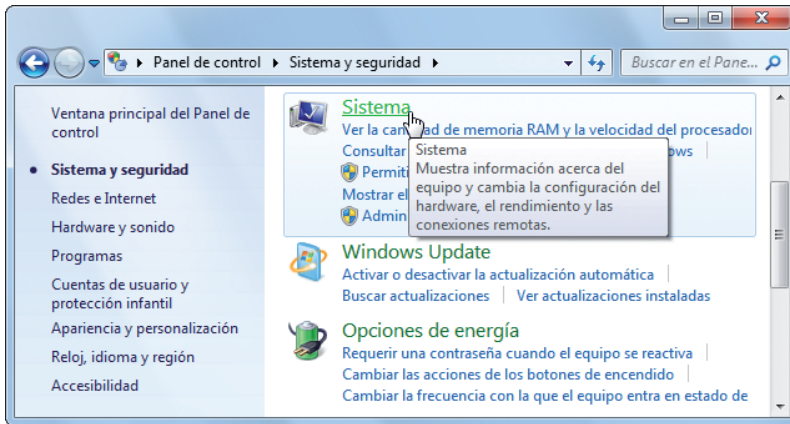 Panel de control
Sistema y seguridad
Buscar en el Pane...
Ventana principal del Panel de
control
Sistema y seguridad
Redes e Internet
Hardware y sonido
Programas
Cuentas de usuario y
protección infantil
Apariencia y personalización
Reloj, idioma y región
Accesibilidad
Sistema
Ver la can ad de memoria RAM y la velocidad del procesador
Consultar
Permiti
Mostrar el
Admin
Sistema
Muestra información acerca del
equipo y cambia la configuración del
hardware, el rendimiento y las
conexiones remotas.
Windows Update
Activar o desactivar la actualización automática
Buscar actualizaciones
Ver actualizaciones instaladas
Opciones de energía
Requerir una contraseña cuando el equipo se reactiva
Cambiar las acciones de los botones de encendido
Cambiar la frecuencia con la que el equipo entra en estado de